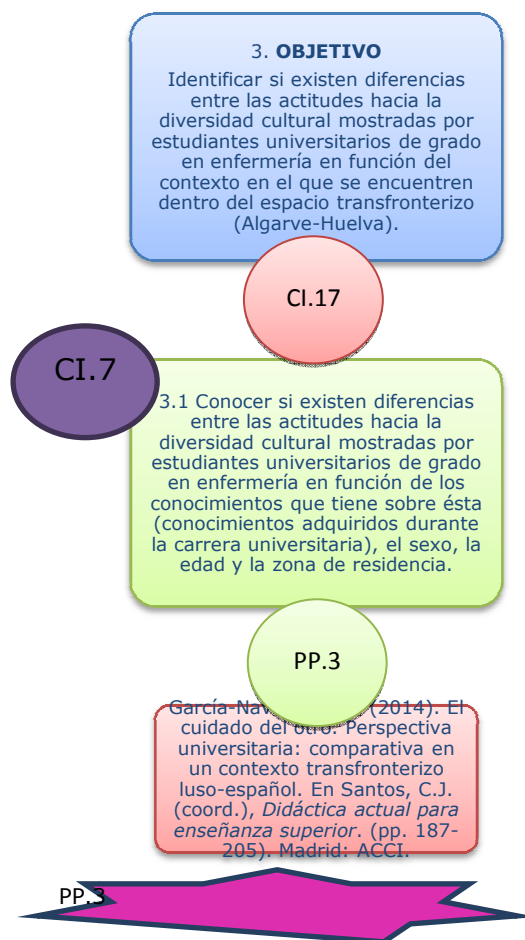 3. OBJETIVO
Identificar si existen diferencias
entre las actitudes hacia la
diversidad cultural mostradas por
estudiantes universitarios de grado
en enfermería en función del
contexto en el que se encuentren
dentro del espacio transfronterizo
(Algarve-Huelva).
CI.17
CI.7
3.1 Conocer si existen diferencias
entre las actitudes hacia la
diversidad cultural mostradas por
estudiantes universitarios de grado
en enfermería en función de los
conocimientos que tiene sobre ésta
(conocimientos adquiridos durante
la carrera universitaria), el sexo, la
edad y la zona de residencia.
PP.3
(2014). El
cuidado del otro. Perspectiva
universitaria: comparativa en
un contexto transfronterizo
luso-español. En Santos, C.J.
(coord.), Didáctica actual para
enseñanza superior. (pp. 187-
205). Madrid: ACCI.
PP.3